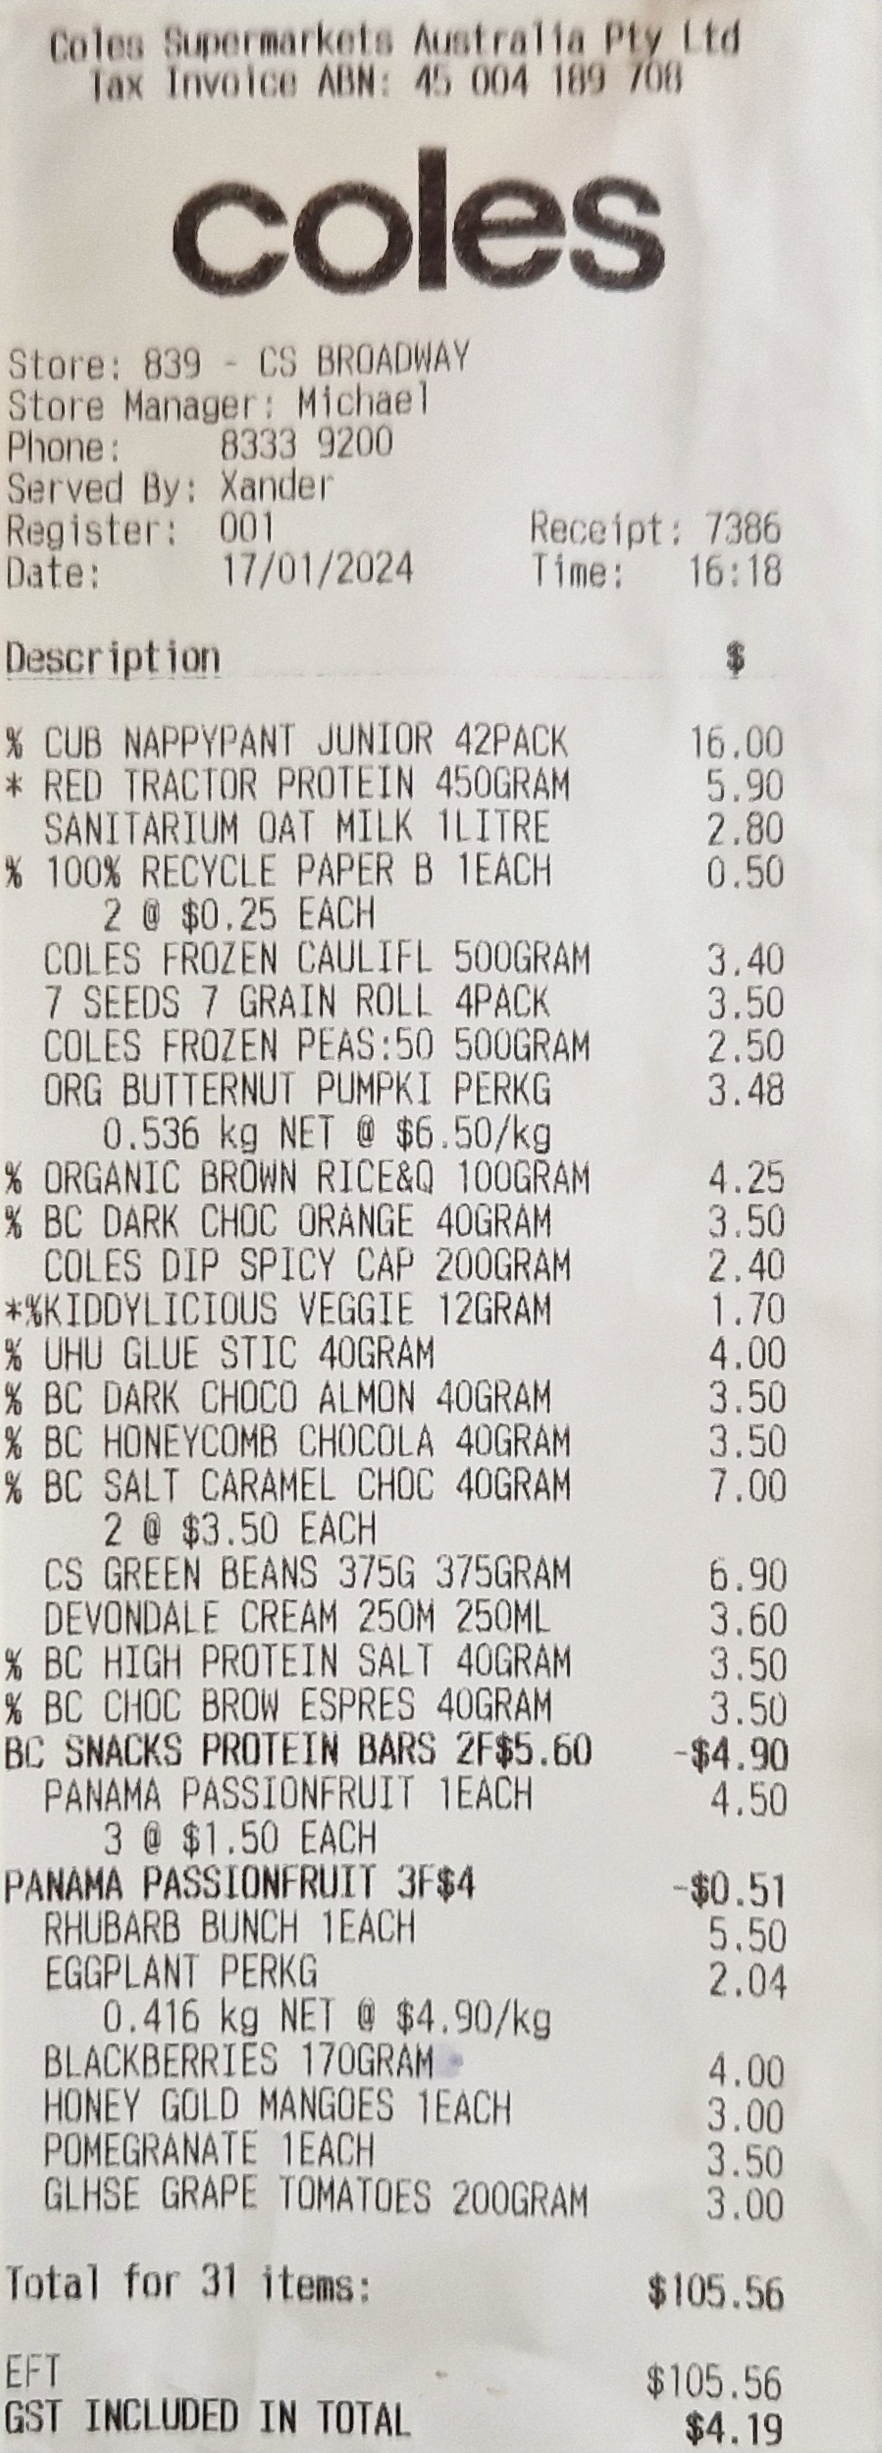 Coles Supermarkets Australia Pty Ltd
Tax Invoice ABN: 45 004 189 708
coles
Store: 839 - CS BROADWAY
Store Manager: Michael
Phone: 8333 9200
Served By: Xander
Register: 001 Receipt: 7386
Date: 17/01/2024 Time: 16:18
Description $
% CUB NAPPYPANT JUNIOR 42PACK 16.00
* RED TRACTOR PROTEIN 450GRAM 5.90
SANITARIUM OAT MILK 1LITRE 2.80
% 100% RECYCLE PAPER B 1EACH 0.50
2 @ $0.25 EACH
COLES FROZEN CAULIFL 500GRAM 3.40
7 SEEDS 7 GRAIN ROLL 4PACK 3.50
COLES FROZEN PEAS:50 500GRAM 2.50
ORG BUTTERNUT PUMPKI PERKG 3.48
0.536 kg NET @ $6.50/kg
% ORGANIC BROWN RICE&Q 100GRAM 4.25
% BC DARK CHOC ORANGE 40GRAM 3.50
COLES DIP SPICY CAP 200GRAM 2.40
*%KIDDYLICIOUS VEGGIE 12GRAM 1.70
% UHU GLUE STIC 40GRAM 4.00
% BC DARK CHOCO ALMON 40GRAM 3.50
% BC HONEYCOMB CHOCOLA 40GRAM 3.50
% BC SALT CARAMEL CHOC 40GRAM 7.00
2 @ $3.50 EACH
CS GREEN BEANS 375G 375GRAM 6.90
DEVONDALE CREAM 250M 250ML 3.60
% BC HIGH PROTEIN SALT 40GRAM 3.50
% BC CHOC BROW ESPRES 40GRAM 3.50
BC SNACKS PROTEIN BARS 2F$5.60 -$4.90
PANAMA PASSIONFRUIT 1EACH 4.50
3 @ $1.50 EACH
PANAMA PASSIONFRUIT 3F$4 -$0.51
RHUBARB BUNCH 1EACH 5.50
EGGPLANT PERKG 2.04
0.416 kg NET @ $4.90/kg
BLACKBERRIES 170GRAM 4.00
HONEY GOLD MANGOES 1EACH 3.00
POMEGRANATE 1EACH 3.50
GLHSE GRAPE TOMATOES 200GRAM 3.00
Total for 31 items: $105.56
EFT $105.56
GST INCLUDED IN TOTAL $4.19